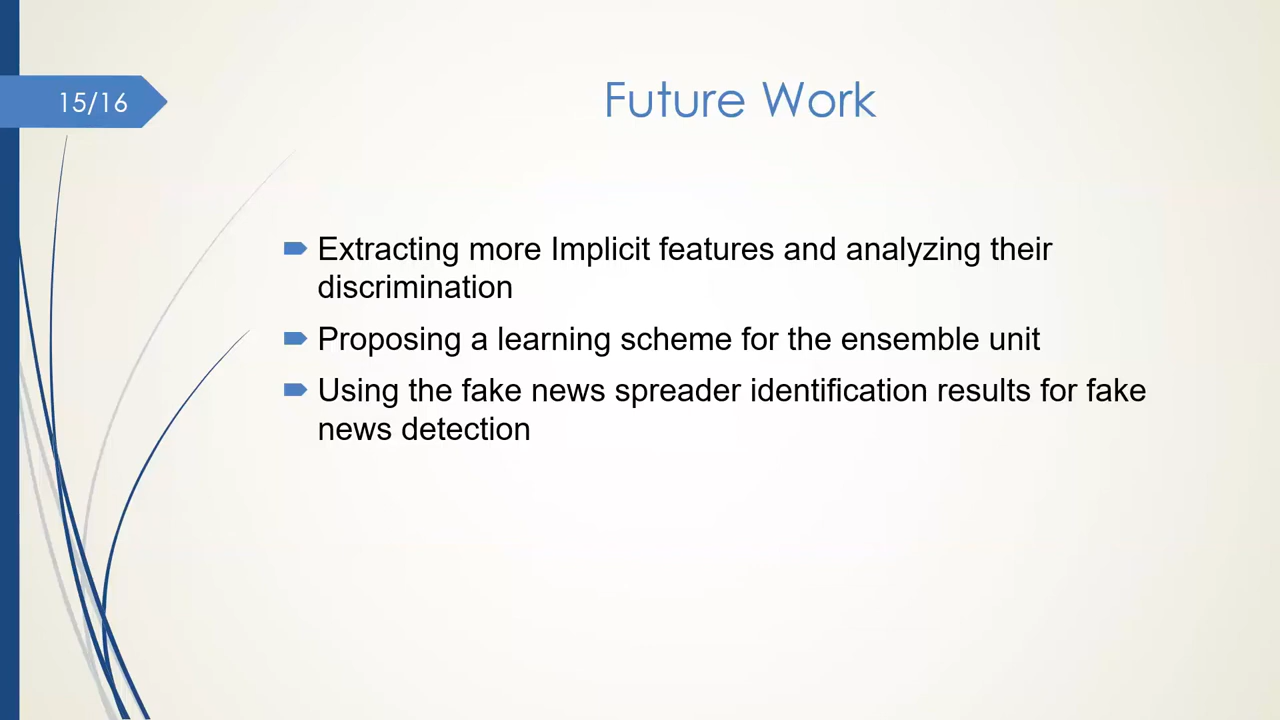 15/16
Future Work
Extracting more Implicit features and analyzing their
discrimination
Proposing a learning scheme for the ensemble unit
Using the fake news spreader identification results for fake
news detection